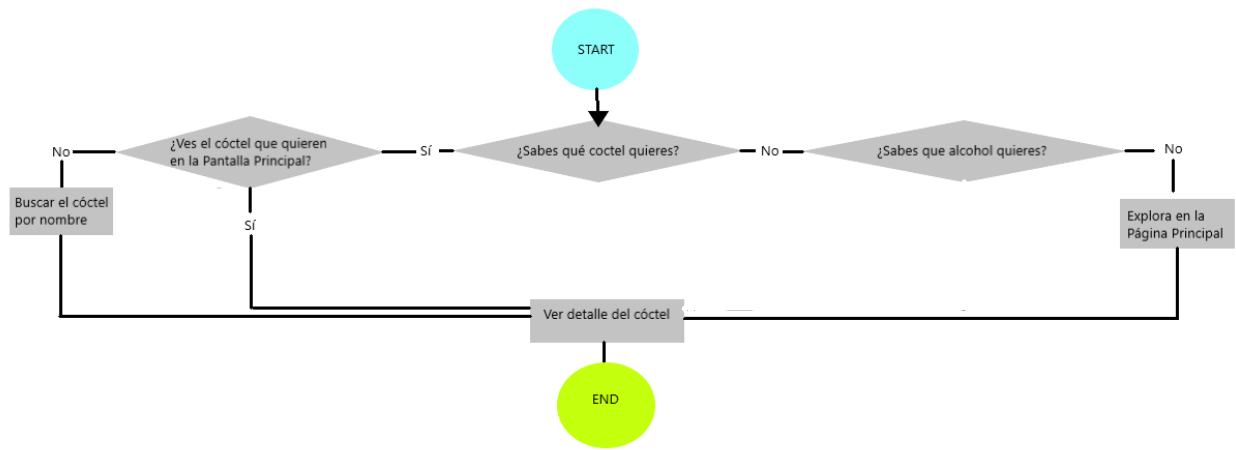 START
¿Ves el cóctel que quieren
en la Pantalla Principal?
¿Sabes qué coctel quieres?
¿Sabes que alcohol quieres?
No
Sí
No
No
Buscar el cóctel
por nombre
Sí
Explora en la
Página Principal
Ver detalle del cóctel
END